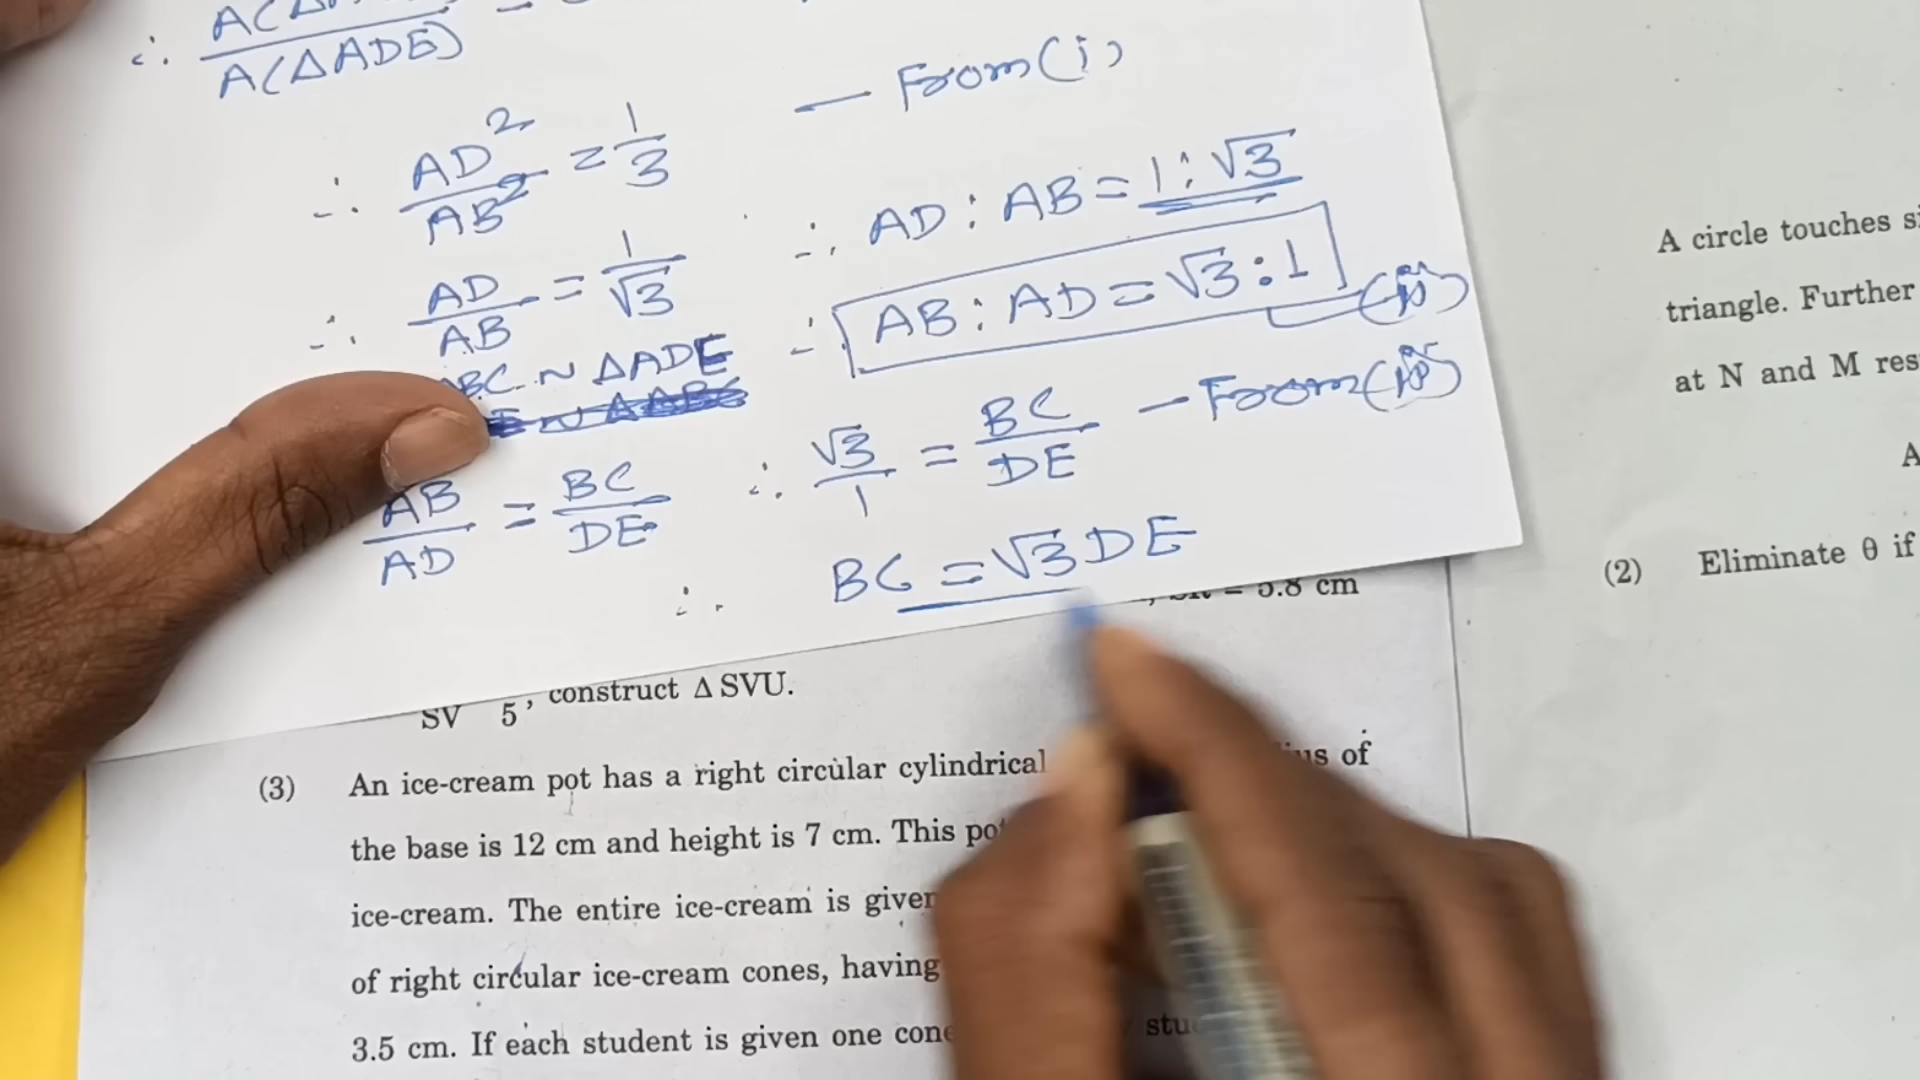 ∴ A(Δ
A(ΔADE)
— From (i)
∴ AD² / AB² = 1 / 3
∴ AD : AB = 1 : √3
∴ AD / AB = 1 / √3
∴ AB : AD = √3 : 1
BC ~ ΔADE
∴ √3 / 1 = BC / DE — From
AB / AD = BC / DE
∴ BC = √3 DE
= 5.8 cm
SV 5 , construct Δ SVU.
(3) An ice-cream pot has a right circular cylindrical
of
the base is 12 cm and height is 7 cm. This
ice-cream. The entire ice-cream is
of right circular ice-cream cones, having
3.5 cm. If each student is given one
A circle touches
triangle. Further
at N and M
A
(2) Eliminate θ if